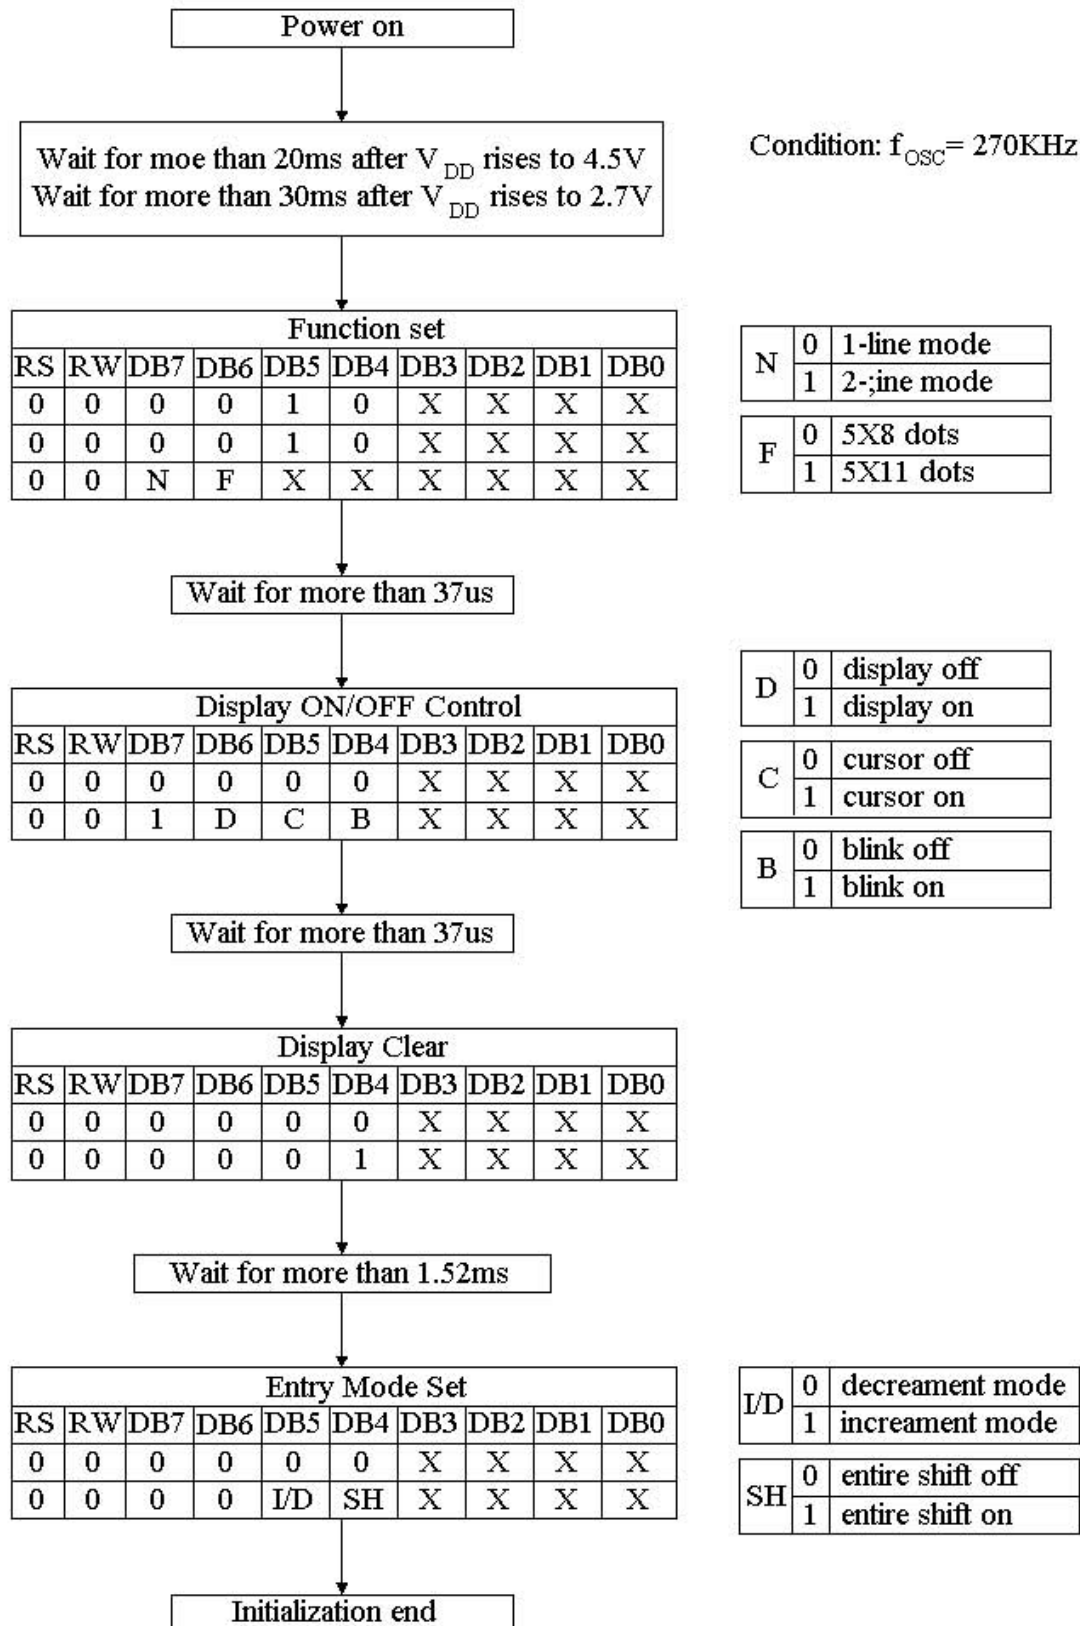 Power on
Wait for moe than 20ms after VDD rises to 4.5V
Wait for more than 30ms after VDD rises to 2.7V
Condition: fOSC= 270KHz
Function set
RS RW DB7 DB6 DB5 DB4 DB3 DB2 DB1 DB0
0 0 0 0 1 0 X X X X
0 0 0 0 1 0 X X X X
0 0 N F X X X X X X
N
0 1-line mode
1 2-;ine mode
F
0 5X8 dots
1 5X11 dots
Wait for more than 37us
Display ON/OFF Control
RS RW DB7 DB6 DB5 DB4 DB3 DB2 DB1 DB0
0 0 0 0 0 0 X X X X
0 0 1 D C B X X X X
D
0 display off
1 display on
C
0 cursor off
1 cursor on
B
0 blink off
1 blink on
Wait for more than 37us
Display Clear
RS RW DB7 DB6 DB5 DB4 DB3 DB2 DB1 DB0
0 0 0 0 0 0 X X X X
0 0 0 0 0 1 X X X X
Wait for more than 1.52ms
Entry Mode Set
RS RW DB7 DB6 DB5 DB4 DB3 DB2 DB1 DB0
0 0 0 0 0 0 X X X X
0 0 0 0 I/D SH X X X X
I/D
0 decreament mode
1 increament mode
SH
0 entire shift off
1 entire shift on
Initialization end